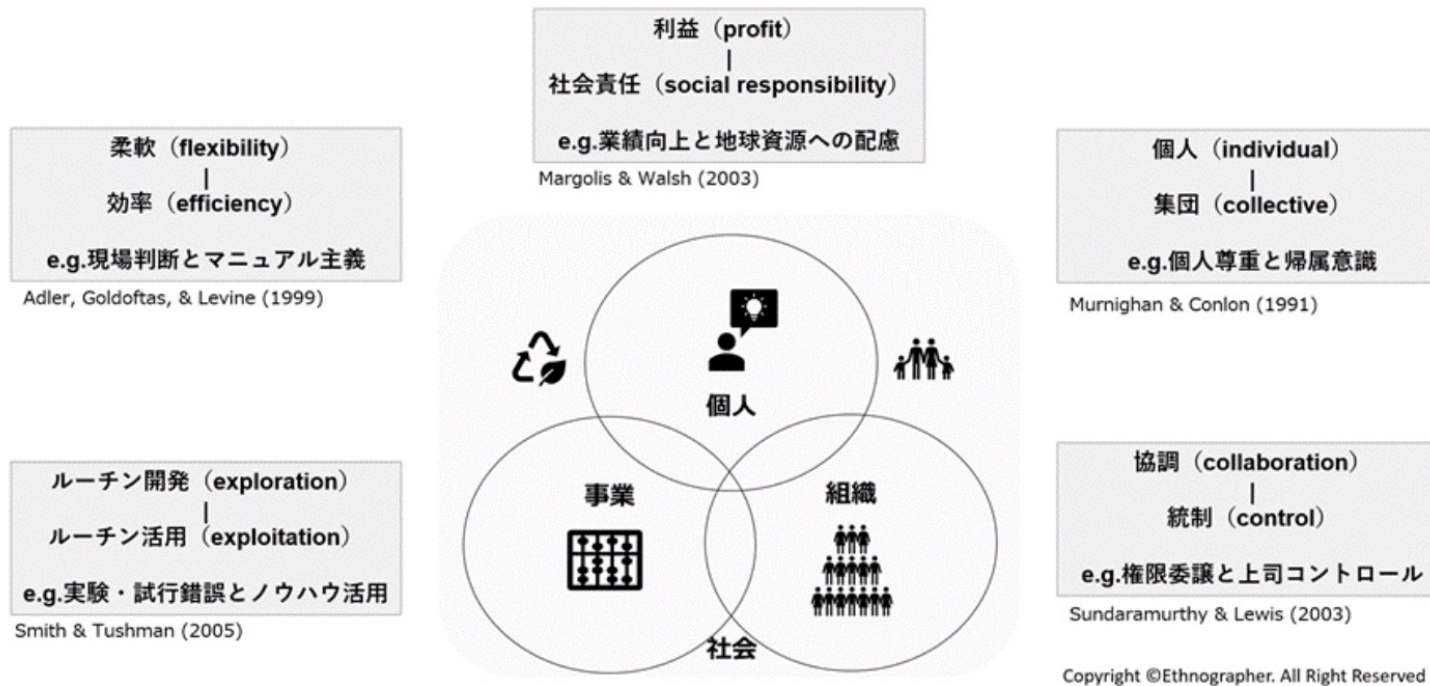 利益（profit）
|
社会責任（social responsibility）
e.g.業績向上と地球資源への配慮
Margolis & Walsh (2003)
柔軟（flexibility）
|
効率（efficiency）
e.g.現場判断とマニュアル主義
Adler, Goldoftas, & Levine (1999)
個人（individual）
|
集団（collective）
e.g.個人尊重と帰属意識
Murnighan & Conlon (1991)
個人
事業
組織
社会
ルーチン開発（exploration）
|
ルーチン活用（exploitation）
e.g.実験・試行錯誤とノウハウ活用
Smith & Tushman (2005)
協調（collaboration）
|
統制（control）
e.g.権限委譲と上司コントロール
Sundaramurthy & Lewis (2003)
Copyright ©Ethnographer. All Right Reserved